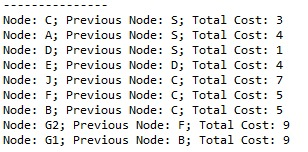 ---------------
Node: C; Previous Node: S; Total Cost: 3
Node: A; Previous Node: S; Total Cost: 4
Node: D; Previous Node: S; Total Cost: 1
Node: E; Previous Node: D; Total Cost: 4
Node: J; Previous Node: C; Total Cost: 7
Node: F; Previous Node: C; Total Cost: 5
Node: B; Previous Node: C; Total Cost: 5
Node: G2; Previous Node: F; Total Cost: 9
Node: G1; Previous Node: B; Total Cost: 9